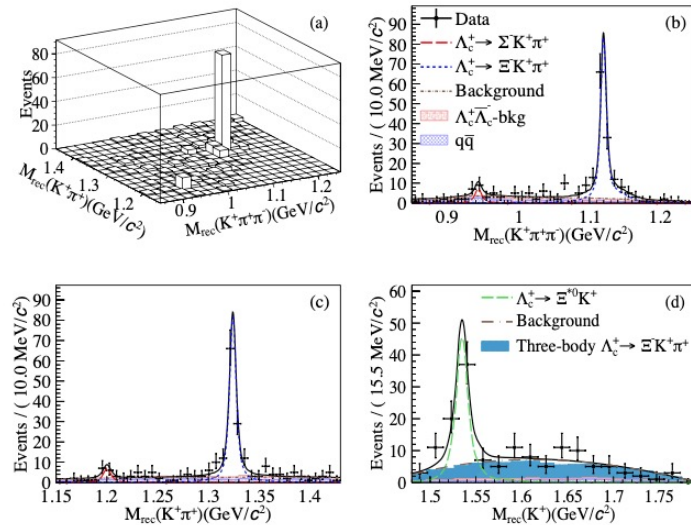 (a)
Events
80
60
40
20
0
1.4
1.3
1.2
0.9
1
1.1
1.2
M_rec(K⁺π⁺)(GeV/c²)
M_rec(K⁺π⁺π⁻)(GeV/c²)
(b)
Events / ( 10.0 MeV/c²)
90
80
70
60
50
40
30
20
10
0
Data
Λ_c⁺→ Σ⁻K⁺π⁺
Λ_c⁺→ Ξ⁻K⁺π⁺
Background
Λ_c⁺Λ̅_c⁻-bkg
qq̅
0.9 1 1.1 1.2
M_rec(K⁺π⁺π⁻)(GeV/c²)
(c)
Events / ( 10.0 MeV/c²)
90
80
70
60
50
40
30
20
10
0
1.15 1.2 1.25 1.3 1.35 1.4
M_rec(K⁺π⁺)(GeV/c²)
(d)
Events / ( 15.5 MeV/c²)
60
50
40
30
20
10
0
Λ_c⁺→ Ξ*⁰K⁺
Background
Three-body Λ_c⁺→ Ξ⁻K⁺π⁺
1.5 1.55 1.6 1.65 1.7 1.75
M_rec(K⁺)(GeV/c²)